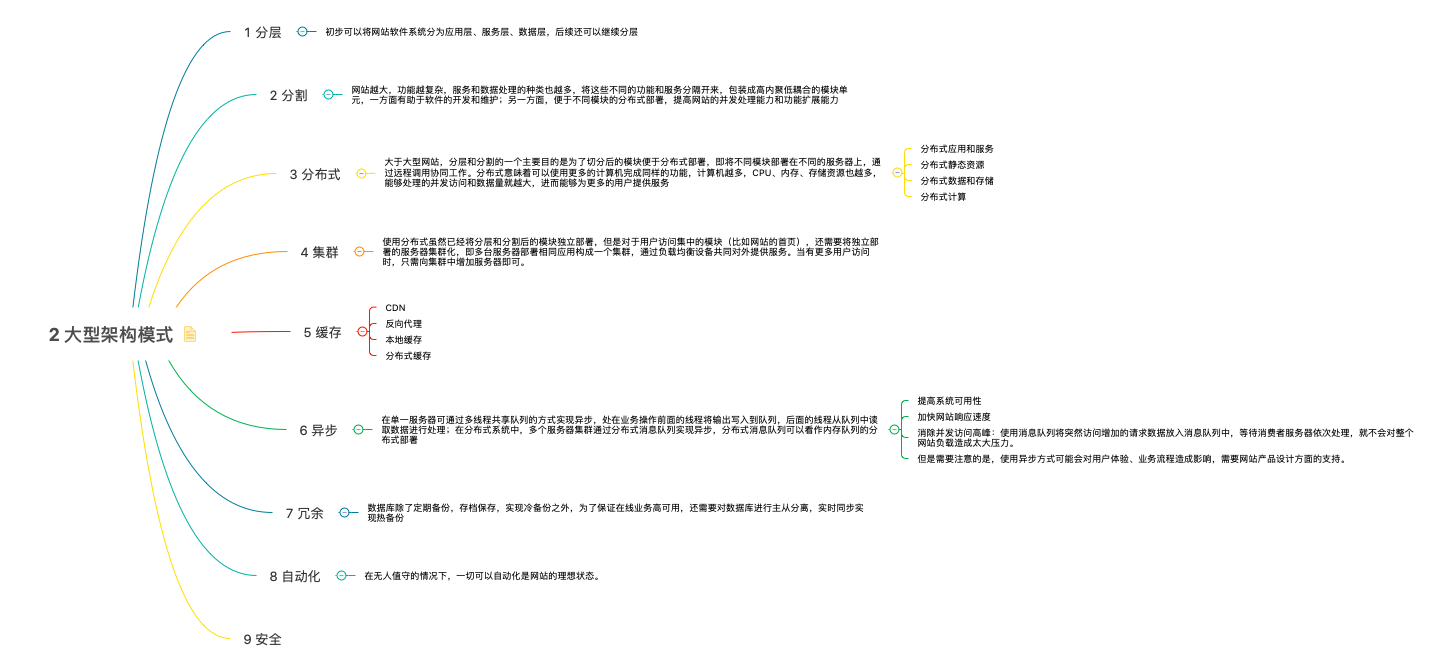 2 大型架构模式
1 分层
初步可以将网站软件系统分为应用层、服务层、数据层，后续还可以继续分层
2 分割
网站越大，功能越复杂，服务和数据处理的种类也越多，将这些不同的功能和服务分隔开来，包装成高内聚低耦合的模块单
元，一方面有助于软件的开发和维护；另一方面，便于不同模块的分布式部署，提高网站的并发处理能力和功能扩展能力
3 分布式
大于大型网站，分层和分割的一个主要目的是为了切分后的模块便于分布式部署，即将不同模块部署在不同的服务器上，通
过远程调用协同工作。分布式意味着可以使用更多的计算机完成同样的功能，计算机越多，CPU、内存、存储资源也越多，
能够处理的并发访问和数据量就越大，进而能够为更多的用户提供服务
分布式应用和服务
分布式静态资源
分布式数据和存储
分布式计算
4 集群
使用分布式虽然已经将分层和分割后的模块独立部署，但是对于用户访问集中的模块（比如网站的首页），还需要将独立部
署的服务器集群化，即多台服务器部署相同应用构成一个集群，通过负载均衡设备共同对外提供服务。当有更多用户访问
时，只需向集群中增加服务器即可。
5 缓存
CDN
反向代理
本地缓存
分布式缓存
6 异步
在单一服务器可通过多线程共享队列的方式实现异步，处在业务操作前面的线程将输出写入到队列，后面的线程从队列中读
取数据进行处理；在分布式系统中，多个服务器集群通过分布式消息队列实现异步，分布式消息队列可以看作内存队列的分
布式部署
提高系统可用性
加快网站响应速度
消除并发访问高峰：使用消息队列将突然访问增加的请求数据放入消息队列中，等待消费者服务器依次处理，就不会对整个
网站负载造成太大压力。
但是需要注意的是，使用异步方式可能会对用户体验、业务流程造成影响，需要网站产品设计方面的支持。
7 冗余
数据库除了定期备份，存档保存，实现冷备份之外，为了保证在线业务高可用，还需要对数据库进行主从分离，实时同步实
现热备份
8 自动化
在无人值守的情况下，一切可以自动化是网站的理想状态。
9 安全